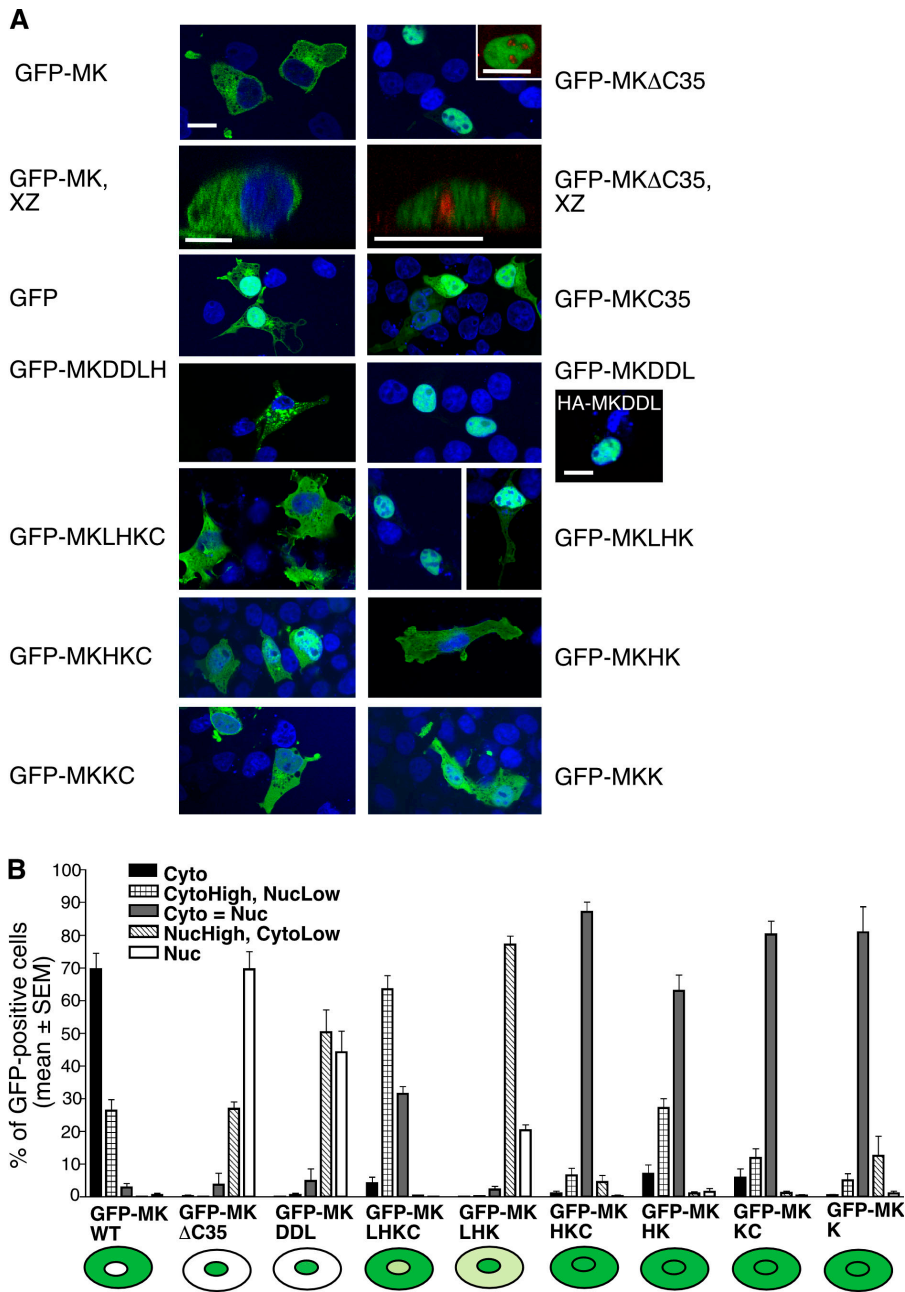 A
GFP-MK
GFP-MKΔC35
GFP-MK,
XZ
GFP-MKΔC35,
XZ
GFP
GFP-MKC35
GFP-MKDDLH
GFP-MKDDL
HA-MKDDL
GFP-MKLHKC
GFP-MKLHK
GFP-MKHKC
GFP-MKHK
GFP-MKKC
GFP-MKK
B
% of GFP-positive cells
(mean ± SEM)
100
90
80
70
60
50
40
30
20
10
0
Cyto
CytoHigh, NucLow
Cyto = Nuc
NucHigh, CytoLow
Nuc
GFP-MK
WT
GFP-MK
ΔC35
GFP-MK
DDL
GFP-MK
LHKC
GFP-MK
LHK
GFP-MK
HKC
GFP-MK
HK
GFP-MK
KC
GFP-MK
K